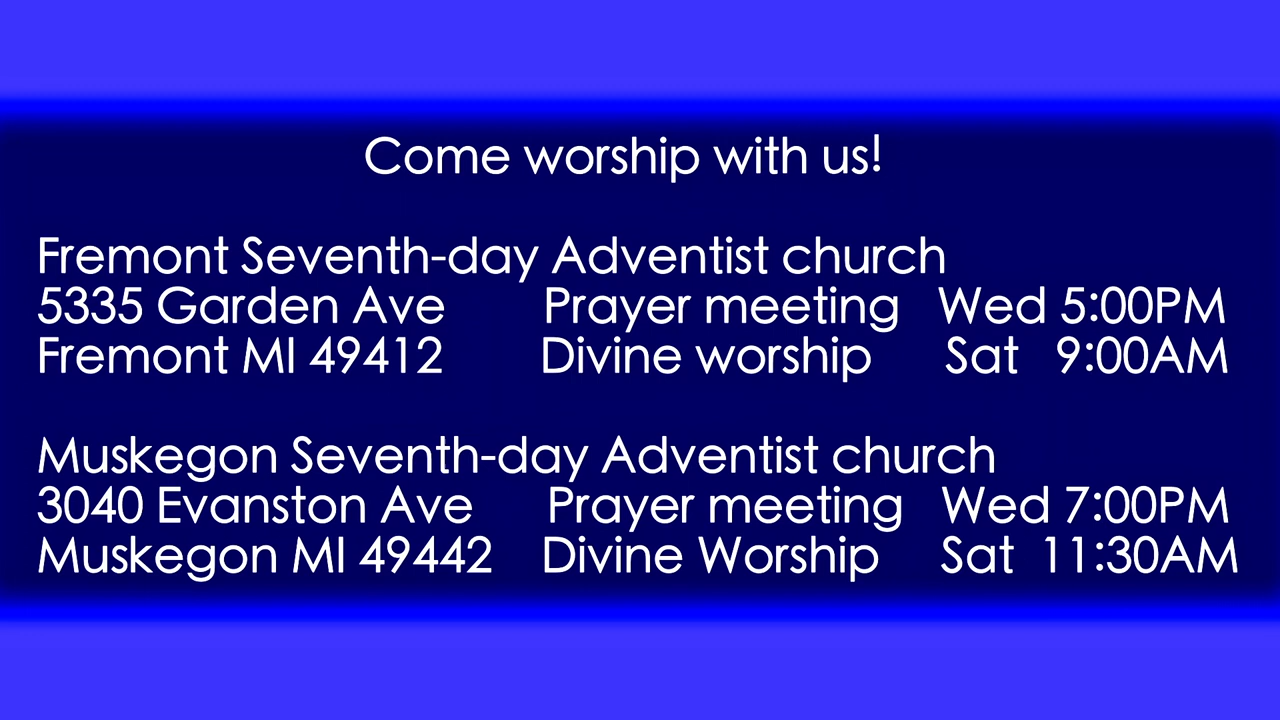 Come worship with us!
Fremont Seventh-day Adventist church
5335 Garden Ave Prayer meeting Wed 5:00PM
Fremont MI 49412 Divine worship Sat 9:00AM
Muskegon Seventh-day Adventist church
3040 Evanston Ave Prayer meeting Wed 7:00PM
Muskegon MI 49442 Divine Worship Sat 11:30AM